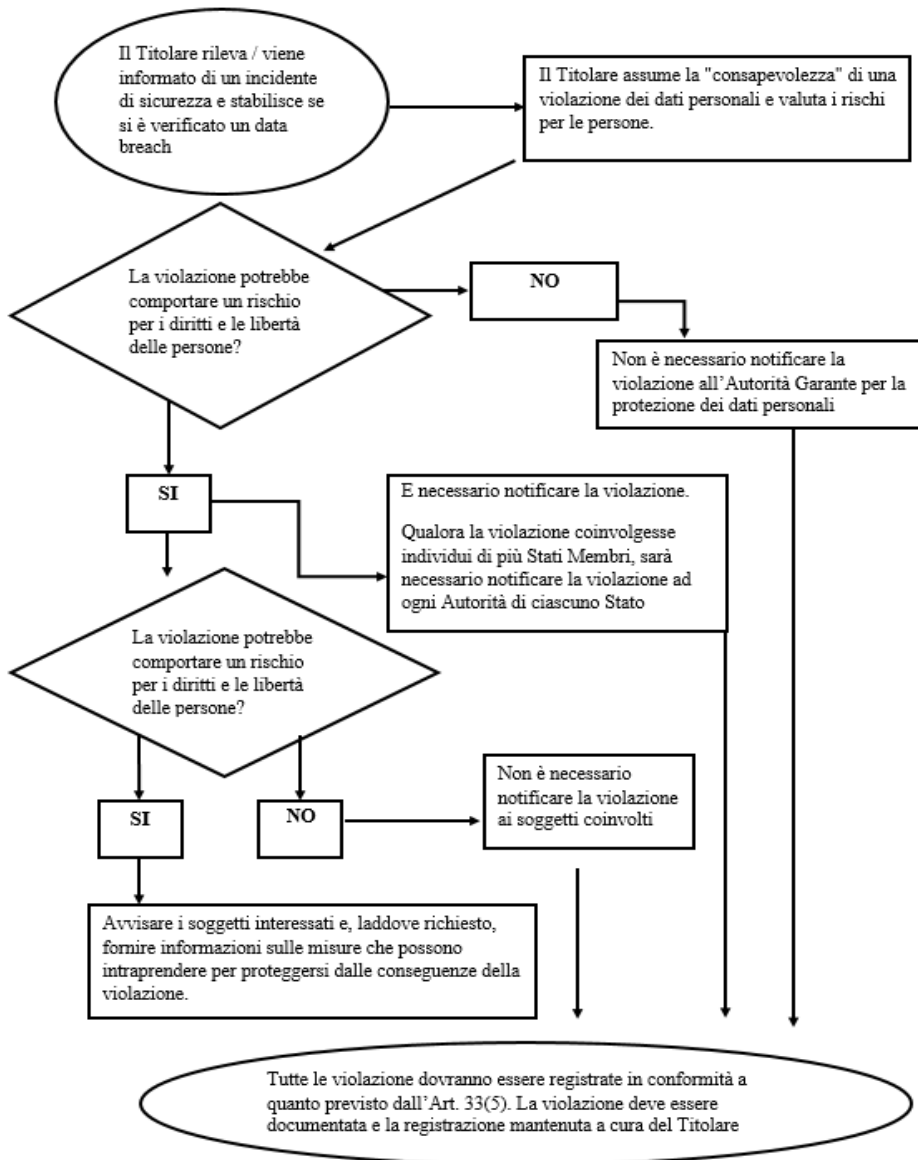 Il Titolare rileva / viene
informato di un incidente
di sicurezza e stabilisce se
si è verificato un data
breach
Il Titolare assume la "consapevolezza" di una
violazione dei dati personali e valuta i rischi
per le persone.
La violazione potrebbe
comportare un rischio
per i diritti e le libertà
delle persone?
NO
Non è necessario notificare la
violazione all’Autorità Garante per la
protezione dei dati personali
SI
E necessario notificare la violazione.
Qualora la violazione coinvolgesse
individui di più Stati Membri, sarà
necessario notificare la violazione ad
ogni Autorità di ciascuno Stato
La violazione potrebbe
comportare un rischio
per i diritti e le libertà
delle persone?
SI
NO
Non è necessario
notificare la violazione
ai soggetti coinvolti
Avvisare i soggetti interessati e, laddove richiesto,
fornire informazioni sulle misure che possono
intraprendere per proteggersi dalle conseguenze della
violazione.
Tutte le violazione dovranno essere registrate in conformità a
quanto previsto dall’Art. 33(5). La violazione deve essere
documentata e la registrazione mantenuta a cura del Titolare